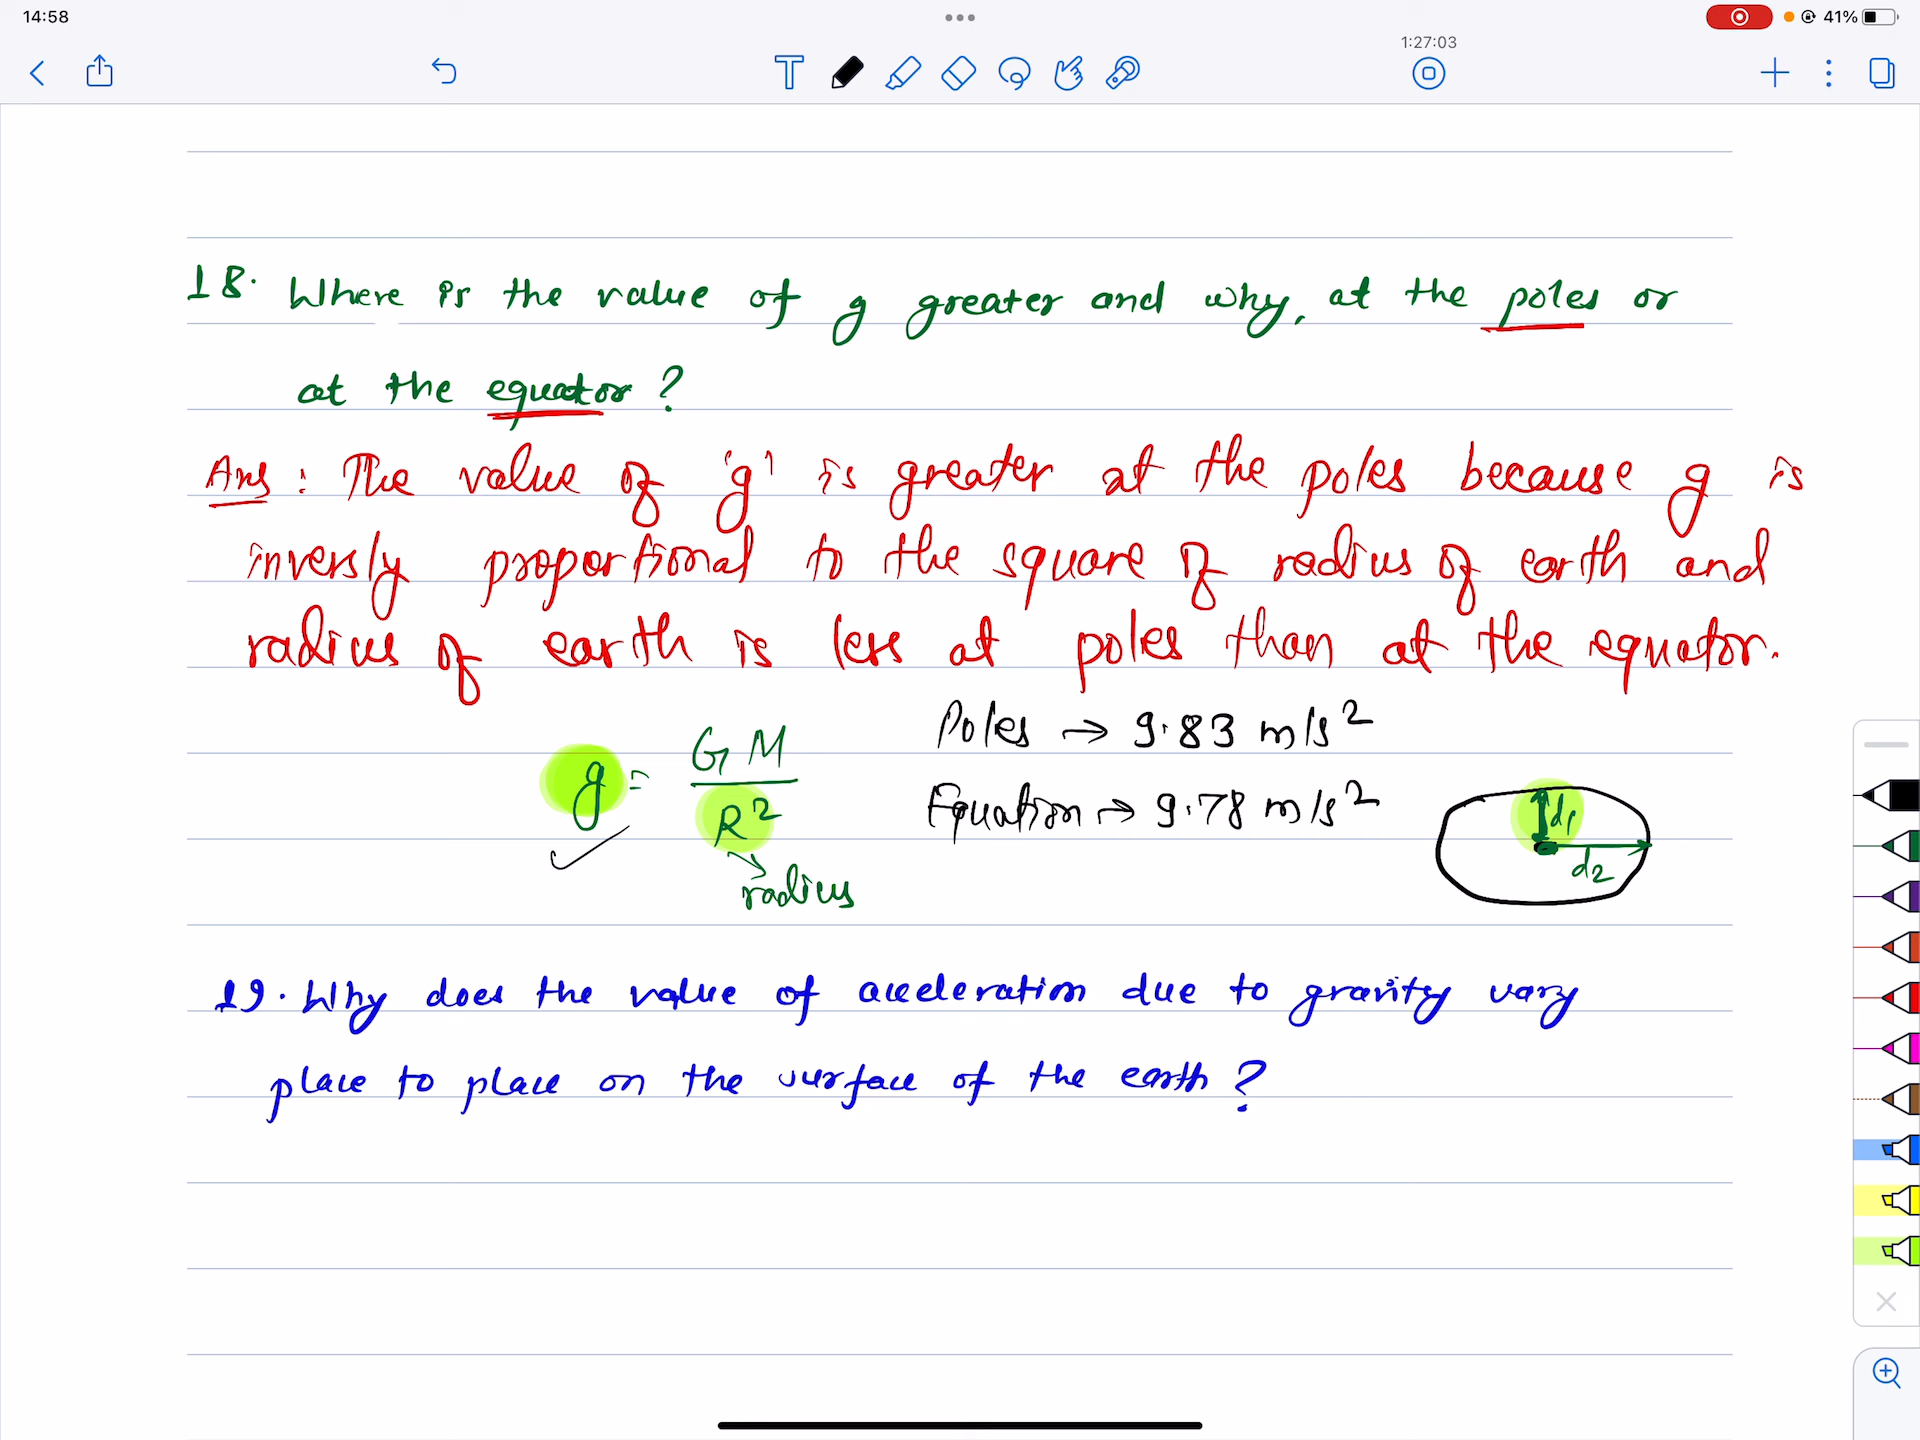 14:58
41%
1:27:03
18. Where is the value of g greater and why, at the poles or
at the equator?
Ans: The value of 'g' is greater at the poles because g is
inversly proportional to the square of radius of earth and
radius of earth is less at poles than at the equator.
g = GM / R²
radius
Poles → 9.83 m/s²
Equation → 9.78 m/s²
d1
d2
19. Why does the value of acceleration due to gravity vary
place to place on the surface of the earth?